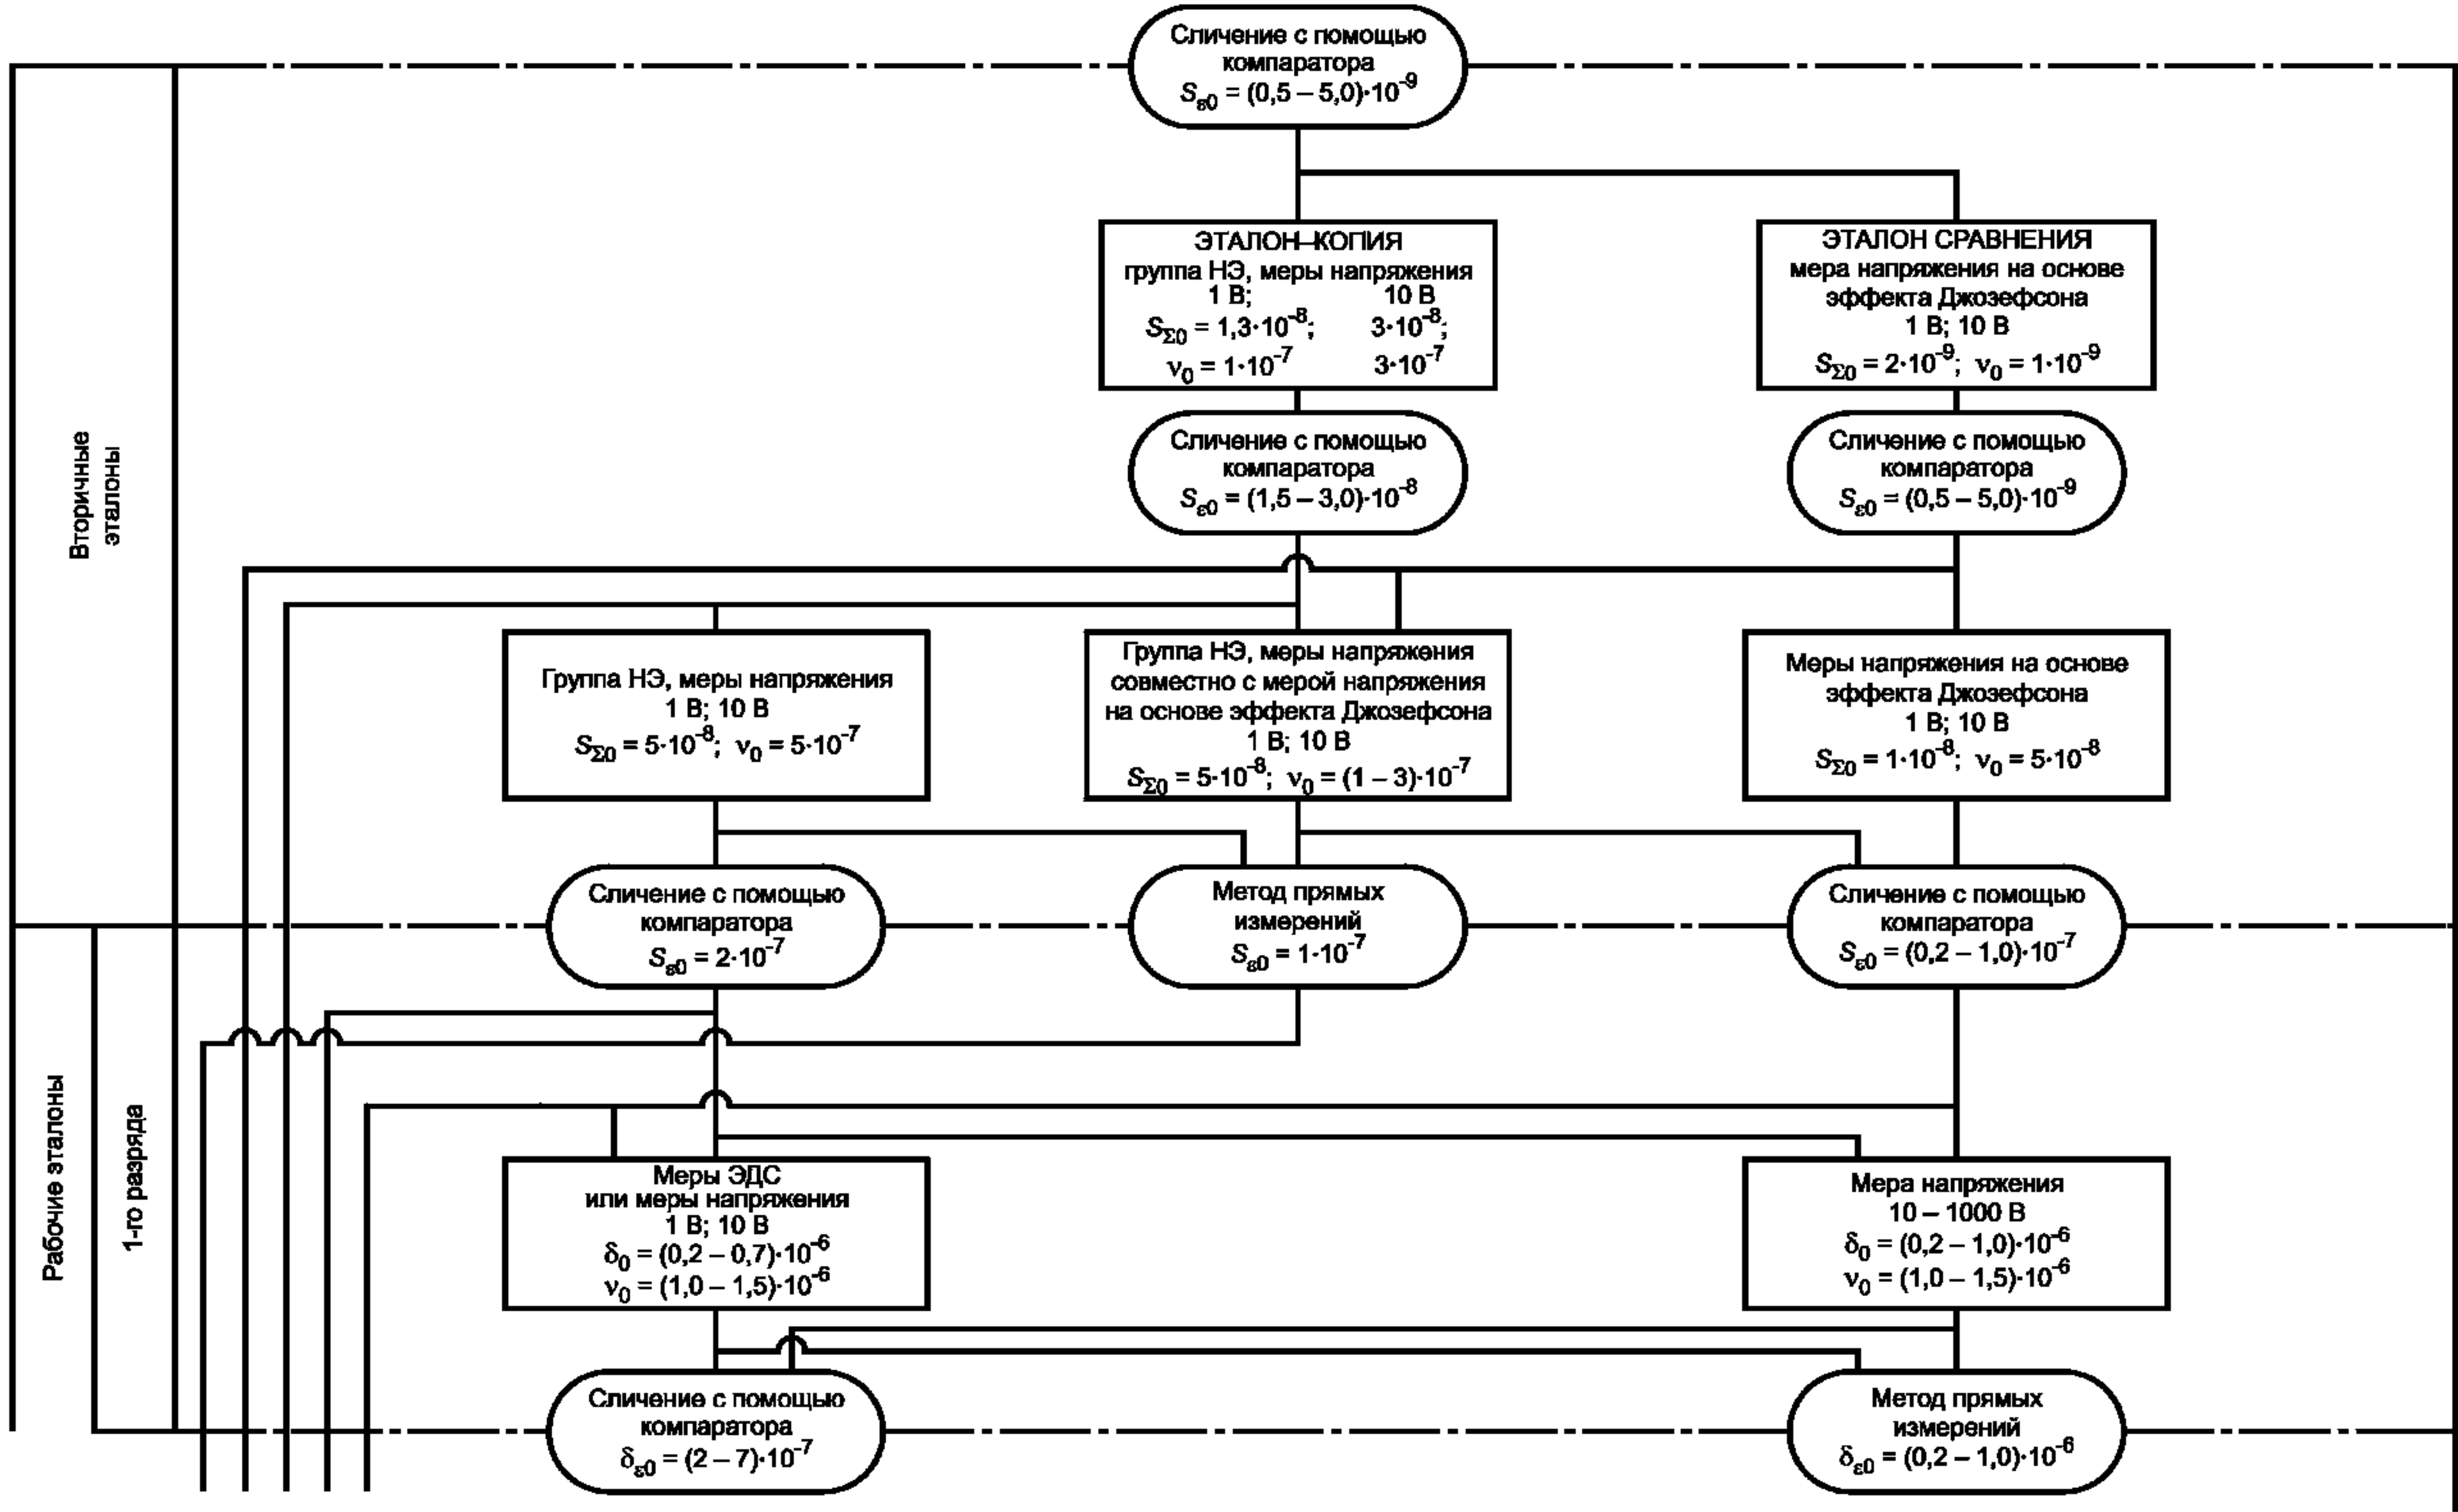 Сличение с помощью
компаратора
Sε0 = (0,5 – 5,0)·10⁻⁹
ЭТАЛОН–КОПИЯ
группа НЭ, меры напряжения
1 В; 10 В
SΣ0 = 1,3·10⁻⁸; 3·10⁻⁸;
ν0 = 1·10⁻⁷ 3·10⁻⁷
ЭТАЛОН СРАВНЕНИЯ
мера напряжения на основе
эффекта Джозефсона
1 В; 10 В
SΣ0 = 2·10⁻⁹; ν0 = 1·10⁻⁹
Вторичные
эталоны
Сличение с помощью
компаратора
Sε0 = (1,5 – 3,0)·10⁻⁸
Сличение с помощью
компаратора
Sε0 = (0,5 – 5,0)·10⁻⁹
Группа НЭ, меры напряжения
1 В; 10 В
SΣ0 = 5·10⁻⁸; ν0 = 5·10⁻⁷
Группа НЭ, меры напряжения
совместно с мерой напряжения
на основе эффекта Джозефсона
1 В; 10 В
SΣ0 = 5·10⁻⁸; ν0 = (1 – 3)·10⁻⁷
Меры напряжения на основе
эффекта Джозефсона
1 В; 10 В
SΣ0 = 1·10⁻⁸; ν0 = 5·10⁻⁸
Сличение с помощью
компаратора
Sε0 = 2·10⁻⁷
Метод прямых
измерений
Sε0 = 1·10⁻⁷
Сличение с помощью
компаратора
Sε0 = (0,2 – 1,0)·10⁻⁷
Рабочие эталоны
1-го разряда
Меры ЭДС
или меры напряжения
1 В; 10 В
δ0 = (0,2 – 0,7)·10⁻⁶
ν0 = (1,0 – 1,5)·10⁻⁶
Мера напряжения
10 – 1000 В
δ0 = (0,2 – 1,0)·10⁻⁶
ν0 = (1,0 – 1,5)·10⁻⁶
Сличение с помощью
компаратора
δε0 = (2 – 7)·10⁻⁷
Метод прямых
измерений
δε0 = (0,2 – 1,0)·10⁻⁶